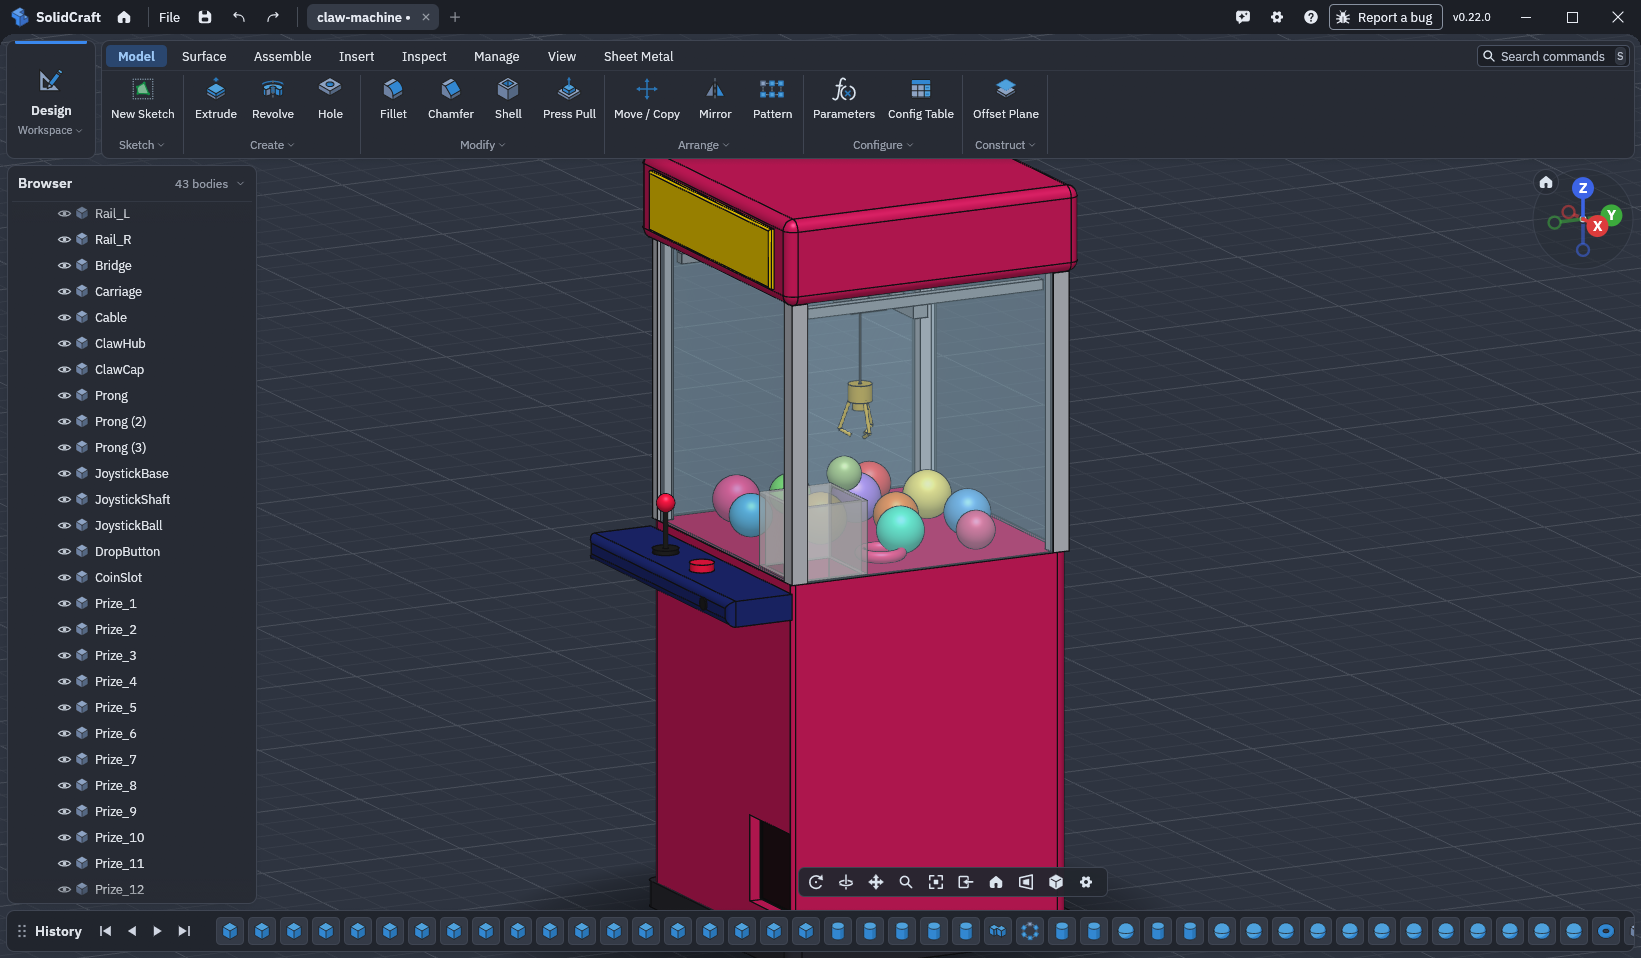 SolidCraft
File
claw-machine •
Report a bug
v0.22.0
Design
Workspace
Model
Surface
Assemble
Insert
Inspect
Manage
View
Sheet Metal
Search commands
S
New Sketch
Extrude
Revolve
Hole
Fillet
Chamfer
Shell
Press Pull
Move / Copy
Mirror
Pattern
Parameters
Config Table
Offset Plane
Sketch
Create
Modify
Arrange
Configure
Construct
Browser
43 bodies
Rail_L
Rail_R
Bridge
Carriage
Cable
ClawHub
ClawCap
Prong
Prong (2)
Prong (3)
JoystickBase
JoystickShaft
JoystickBall
DropButton
CoinSlot
Prize_1
Prize_2
Prize_3
Prize_4
Prize_5
Prize_6
Prize_7
Prize_8
Prize_9
Prize_10
Prize_11
Prize_12
Z
Y
X
History